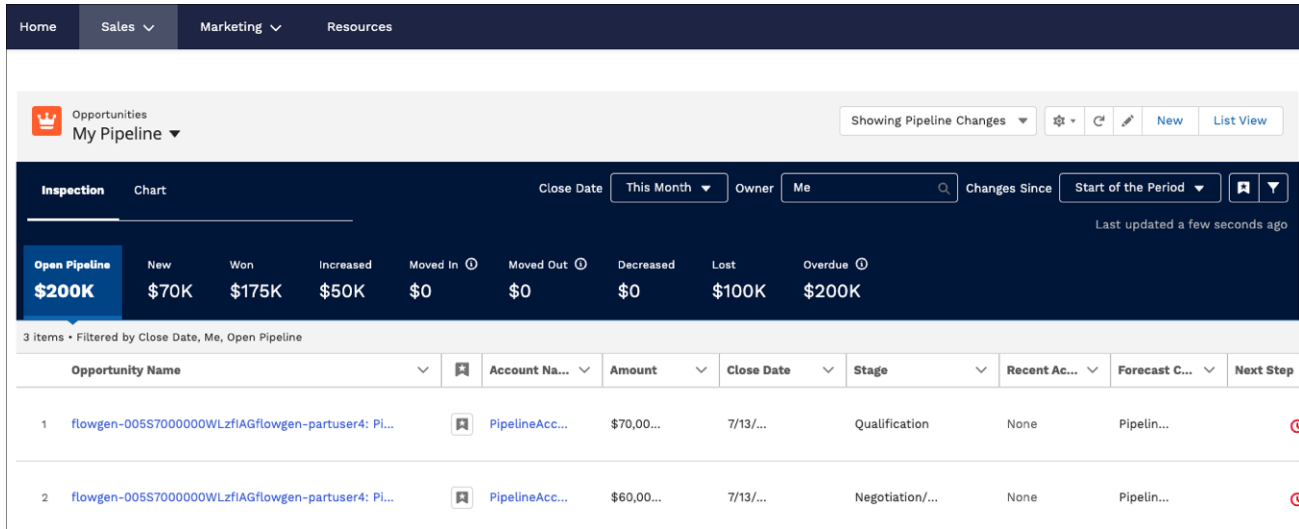 Home Sales Marketing Resources
Opportunities
My Pipeline
Showing Pipeline Changes New List View
Inspection Chart Close Date This Month Owner Me Changes Since Start of the Period
Last updated a few seconds ago
Open Pipeline New Won Increased Moved In Moved Out Decreased Lost Overdue
$200K $70K $175K $50K $0 $0 $0 $100K $200K
3 items • Filtered by Close Date, Me, Open Pipeline
Opportunity Name Account Na... Amount Close Date Stage Recent Ac... Forecast C... Next Step
1 flowgen-005S7000000WLzfIAGflowgen-partuser4: Pi... PipelineAcc... $70,00... 7/13/... Qualification None Pipelin...
2 flowgen-005S7000000WLzfIAGflowgen-partuser4: Pi... PipelineAcc... $60,00... 7/13/... Negotiation/... None Pipelin...